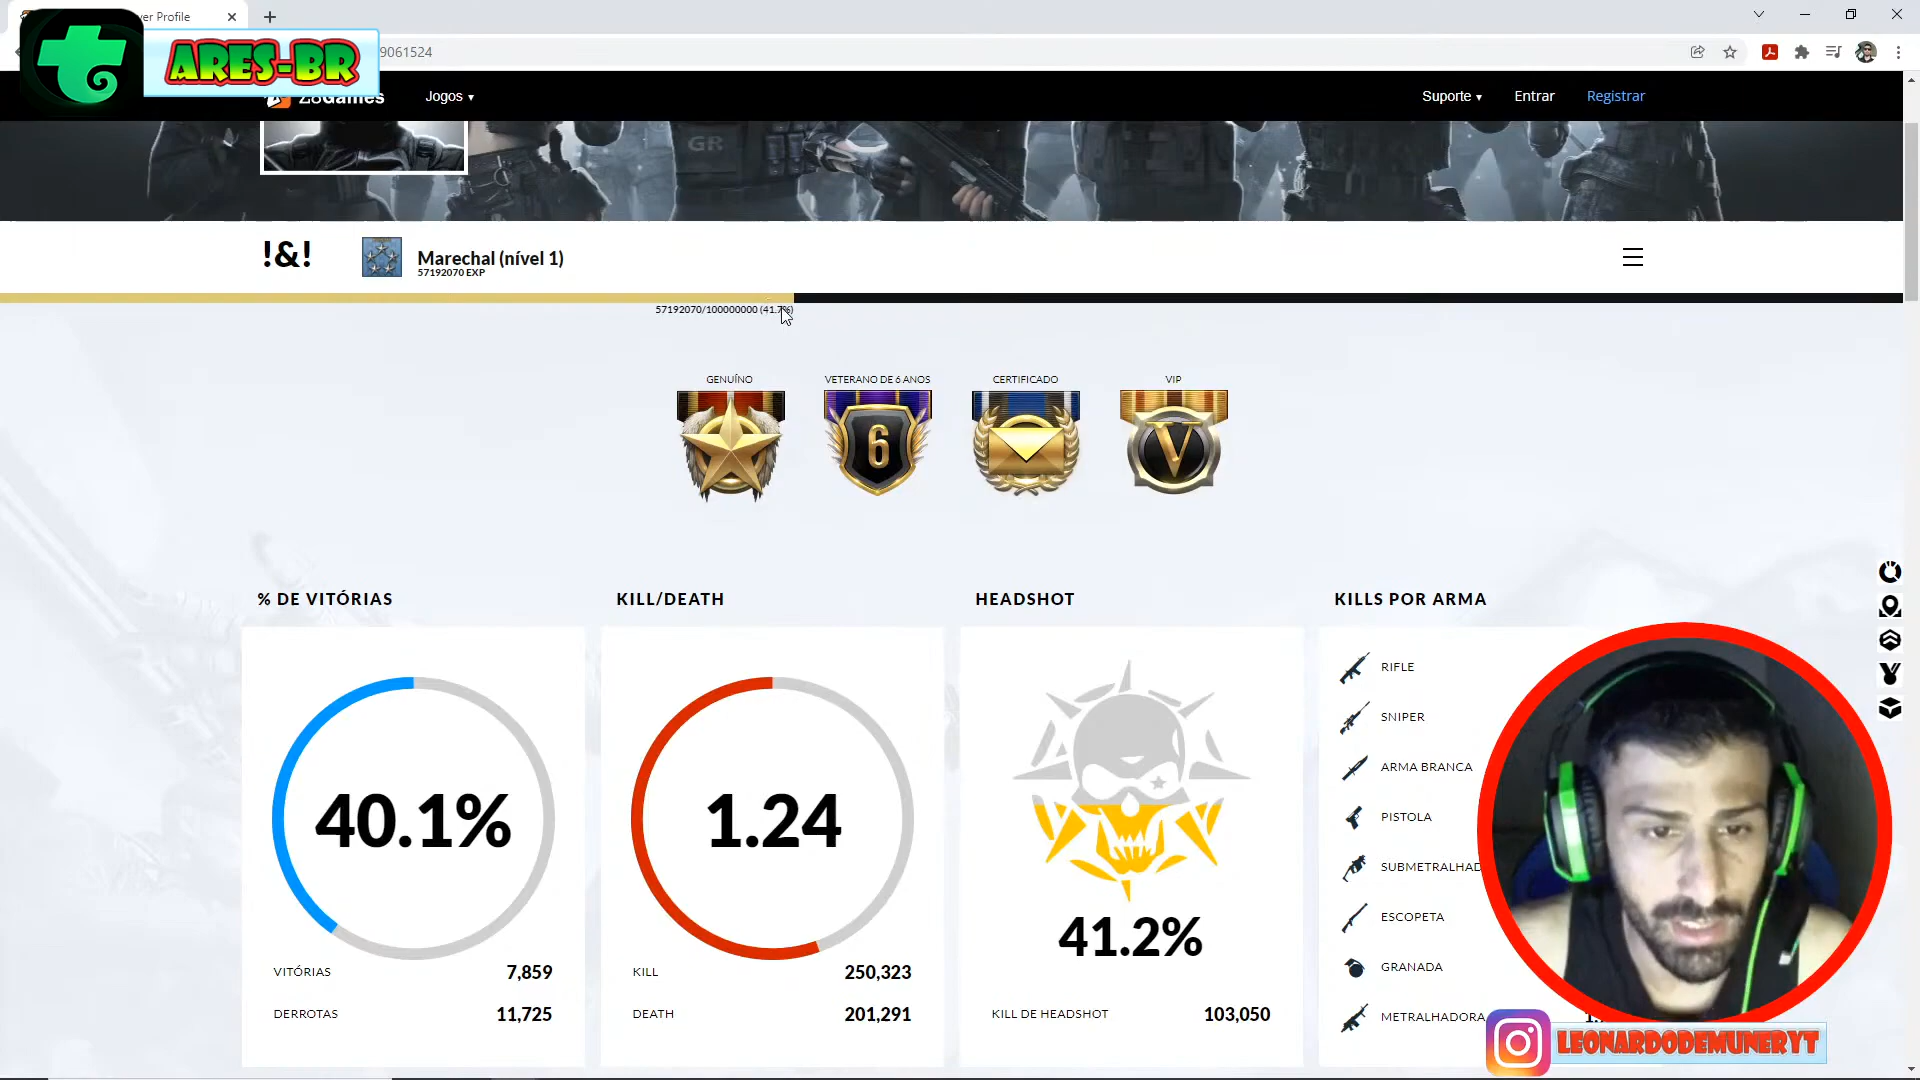 er Profile
ARES-BR
9061524
Z8Games
Jogos
Suporte
Entrar
Registrar
GR
!&!
Marechal (nível 1)
57192070 EXP
57192070/100000000 (41.7%)
GENUÍNO
VETERANO DE 6 ANOS
CERTIFICADO
VIP
6
V
% DE VITÓRIAS
40.1%
VITÓRIAS 7,859
DERROTAS 11,725
KILL/DEATH
1.24
KILL 250,323
DEATH 201,291
HEADSHOT
41.2%
KILL DE HEADSHOT 103,050
KILLS POR ARMA
RIFLE
SNIPER
ARMA BRANCA
PISTOLA
SUBMETRALHAD
ESCOPETA
GRANADA
METRALHADORA
LEONARDODEMUNERYT